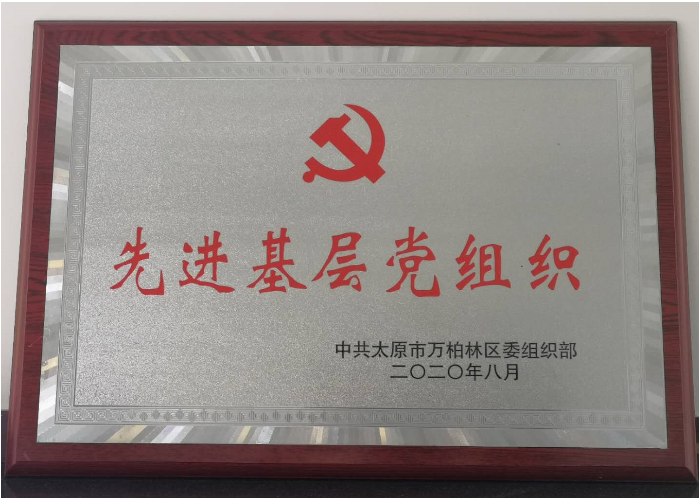 先进基层党组织
中共太原市万柏林区委组织部
二〇二〇年八月